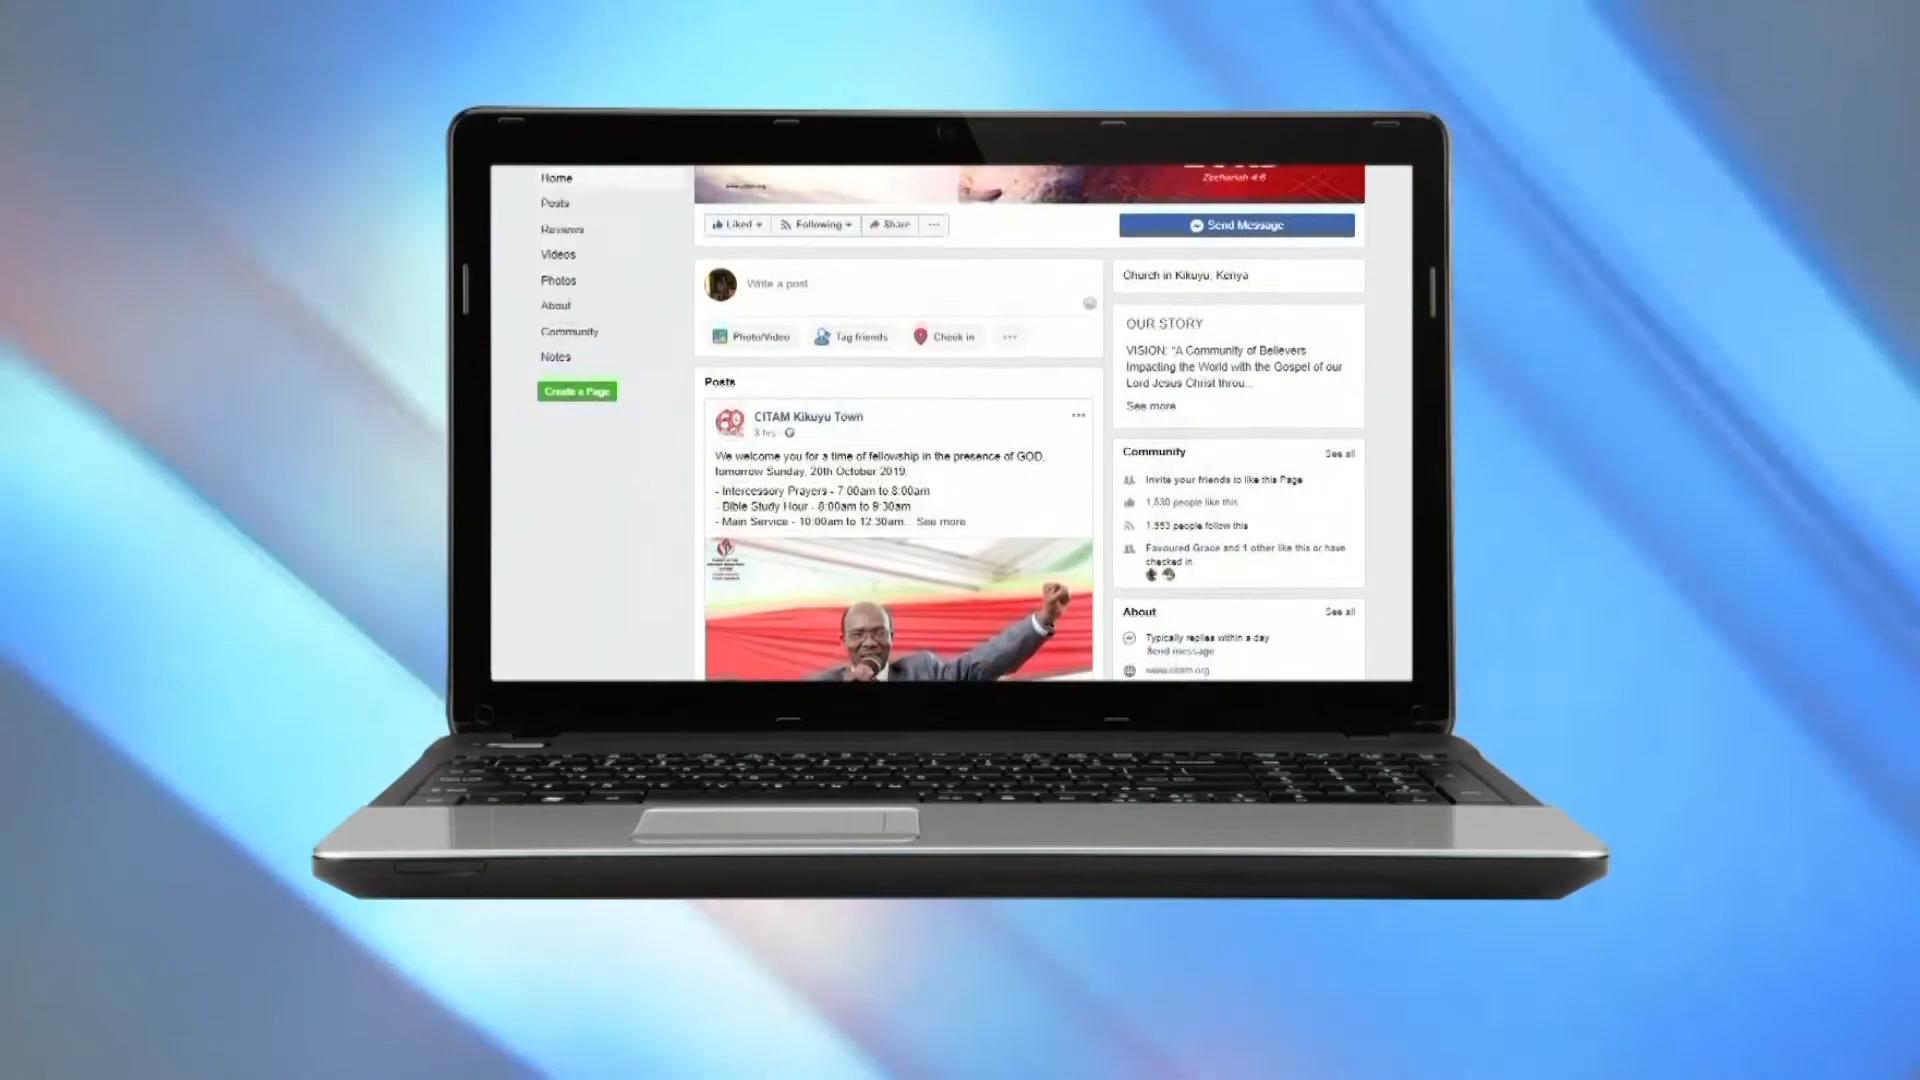 Home
Posts
Reviews
Videos
Photos
About
Community
Notes
Create a Page
www.citam.org
Zechariah 4:6
Liked
Following
Share
Send Message
Write a post
Photo/Video
Tag friends
Check in
Posts
CITAM Kikuyu Town
3 hrs
We welcome you for a time of fellowship in the presence of GOD,
tomorrow Sunday, 20th October 2019.
- Intercessory Prayers - 7:00am to 8:00am
- Bible Study Hour - 8:00am to 9:30am
- Main Service - 10:00am to 12:30am... See more
Church in Kikuyu, Kenya
OUR STORY
VISION: "A Community of Believers
Impacting the World with the Gospel of our
Lord Jesus Christ throu...
See more
Community
See all
Invite your friends to like this Page
people like this
people follow this
Favoured Grace and 1 other like this or have
checked in
About
See all
Typically replies within a day
Send message
www.citam.org